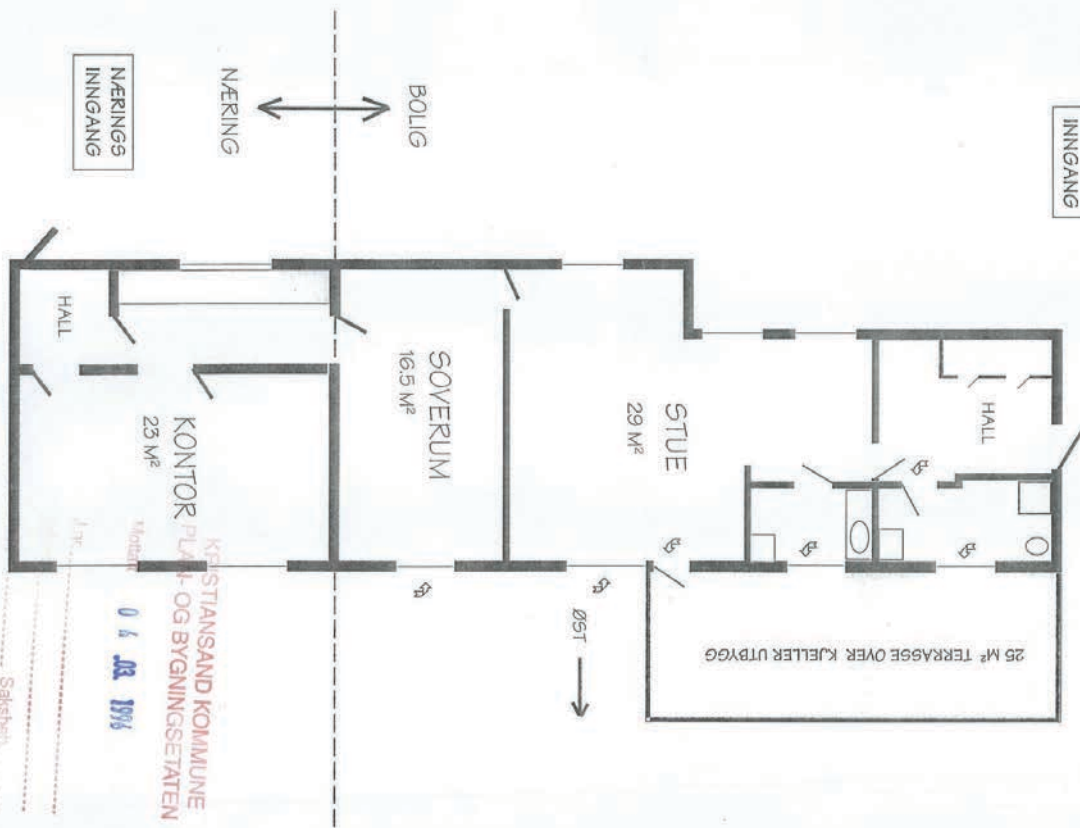 INNGANG
BOLIG
NÆRING
NÆRINGS
INNGANG
HALL
STUE
29 M²
SOVERUM
16.5 M²
HALL
KONTOR
23 M²
25 M² TERRASSE OVER KJELLER UTBYGG
ØST
KRISTIANSAND KOMMUNE
PLAN- OG BYGNINGSETATEN
04.03.1996